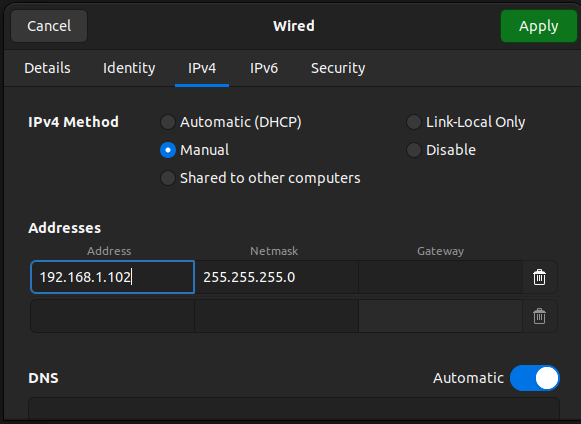 Cancel Wired Apply
Details Identity IPv4 IPv6 Security
IPv4 Method Automatic (DHCP) Link-Local Only
Manual Disable
Shared to other computers
Addresses
Address Netmask Gateway
192.168.1.102 255.255.255.0
DNS Automatic